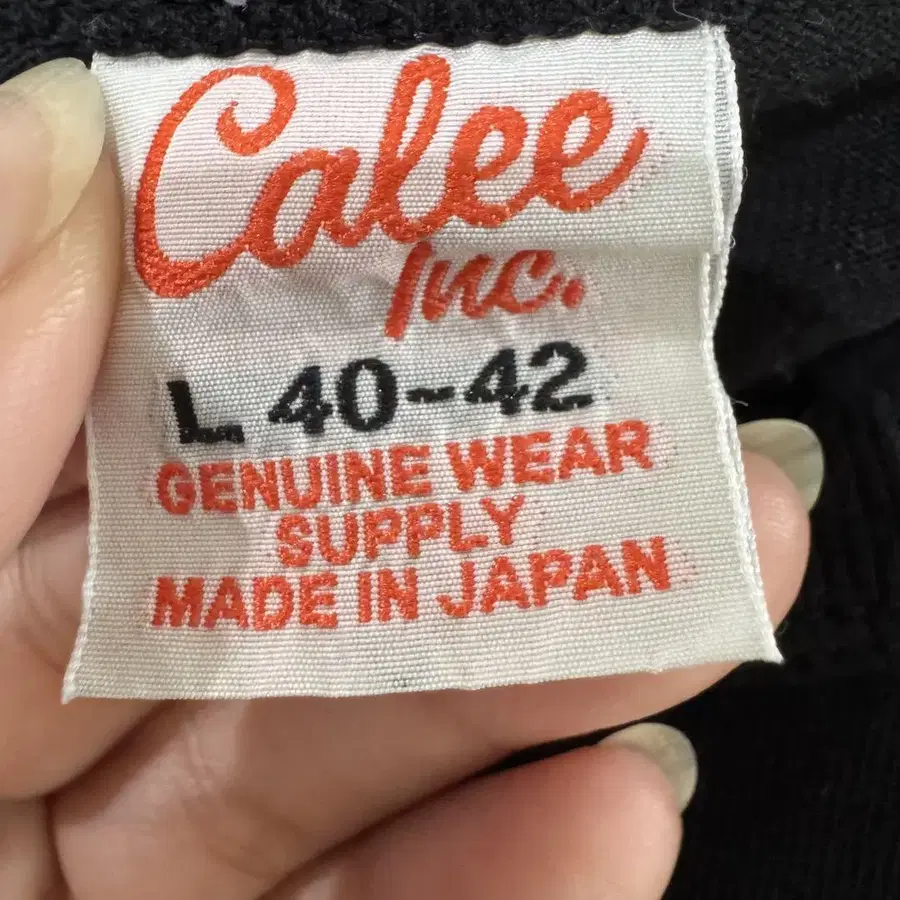 Calee
Inc.
L 40-42
GENUINE WEAR
SUPPLY
MADE IN JAPAN